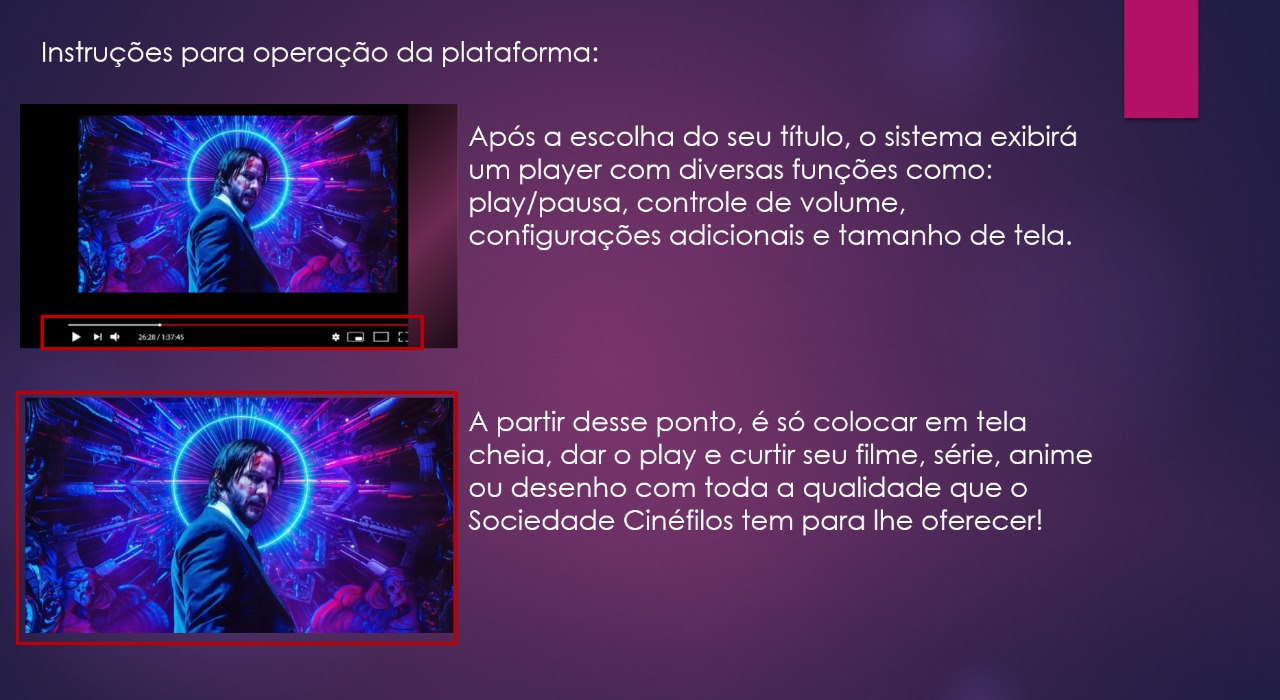 Instruções para operação da plataforma:
Após a escolha do seu título, o sistema exibirá
um player com diversas funções como:
play/pausa, controle de volume,
configurações adicionais e tamanho de tela.
26:28 / 1:37:45
A partir desse ponto, é só colocar em tela
cheia, dar o play e curtir seu filme, série, anime
ou desenho com toda a qualidade que o
Sociedade Cinéfilos tem para lhe oferecer!